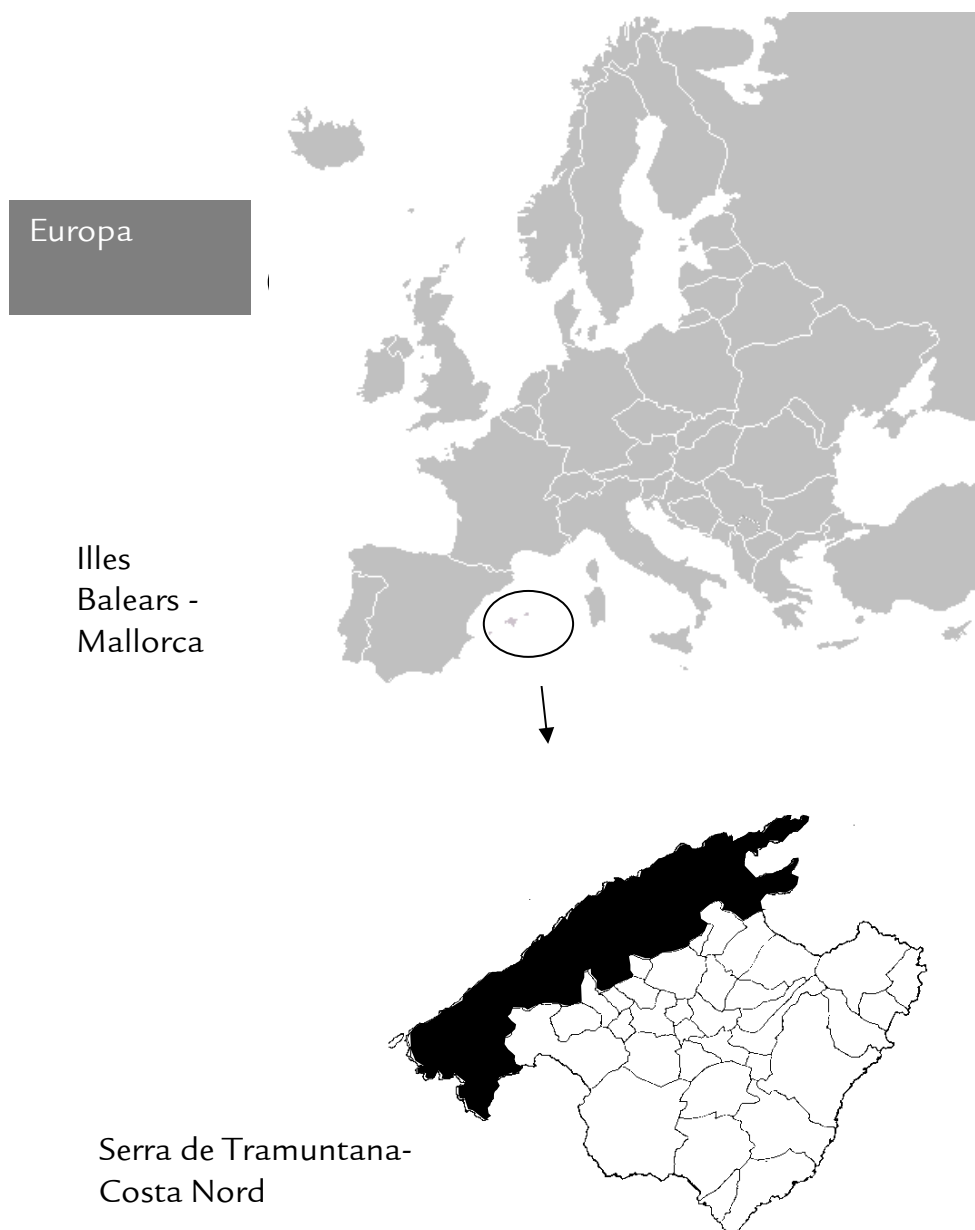 Europa
Illes
Balears -
Mallorca
Serra de Tramuntana-
Costa Nord